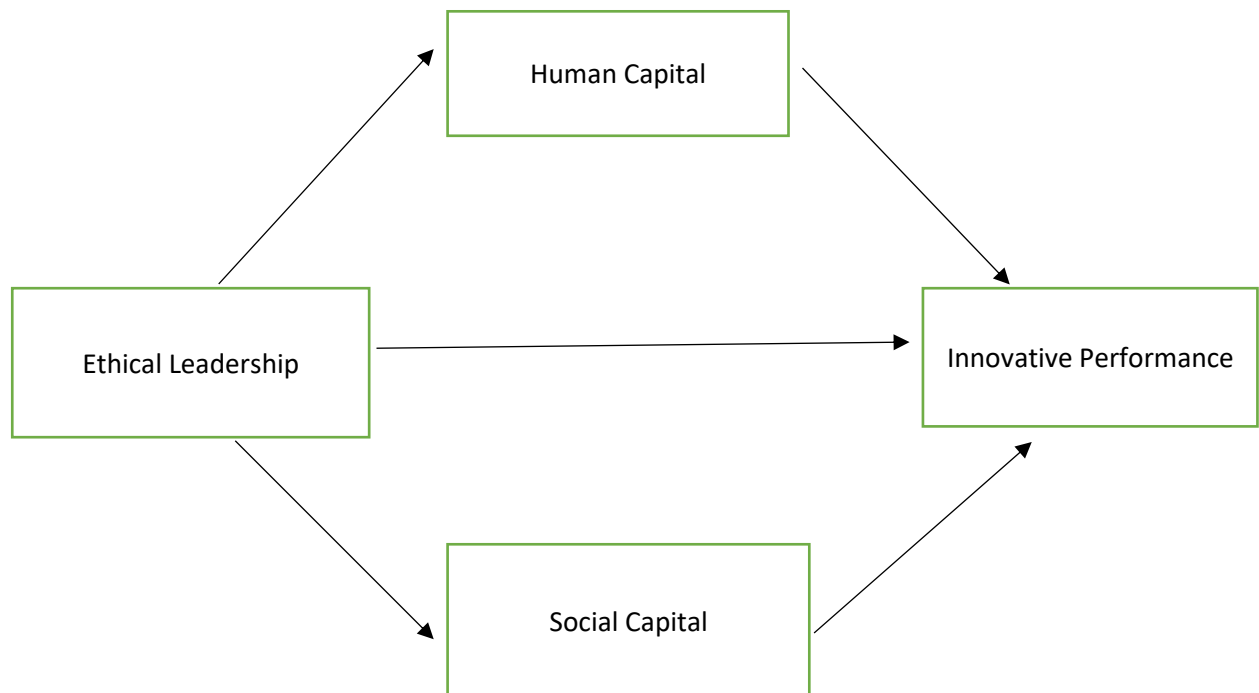 Human Capital
Ethical Leadership
Innovative Performance
Social Capital